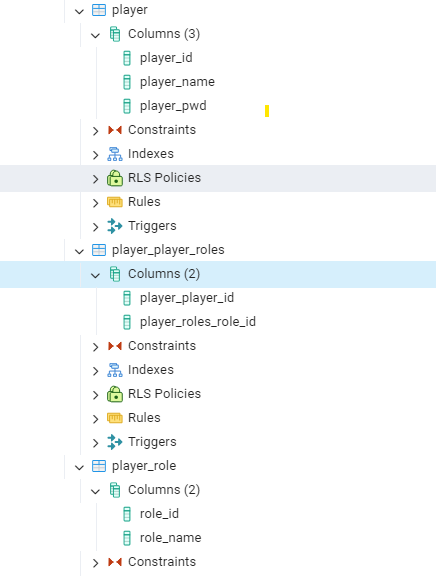 player
Columns (3)
player_id
player_name
player_pwd
Constraints
Indexes
RLS Policies
Rules
Triggers
player_player_roles
Columns (2)
player_player_id
player_roles_role_id
Constraints
Indexes
RLS Policies
Rules
Triggers
player_role
Columns (2)
role_id
role_name
Constraints